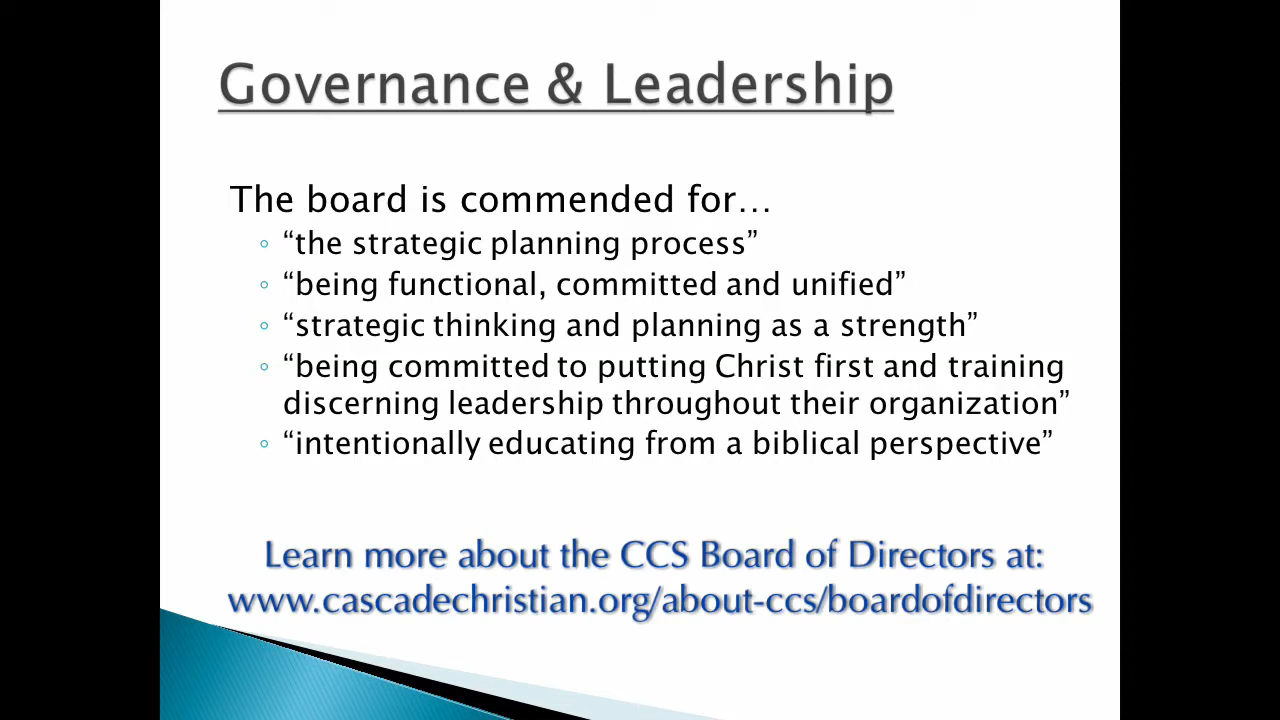 Governance & Leadership
The board is commended for…
◦ “the strategic planning process”
◦ “being functional, committed and unified”
◦ “strategic thinking and planning as a strength”
◦ “being committed to putting Christ first and training
discerning leadership throughout their organization”
◦ “intentionally educating from a biblical perspective”
Learn more about the CCS Board of Directors at:
www.cascadechristian.org/about-ccs/boardofdirectors